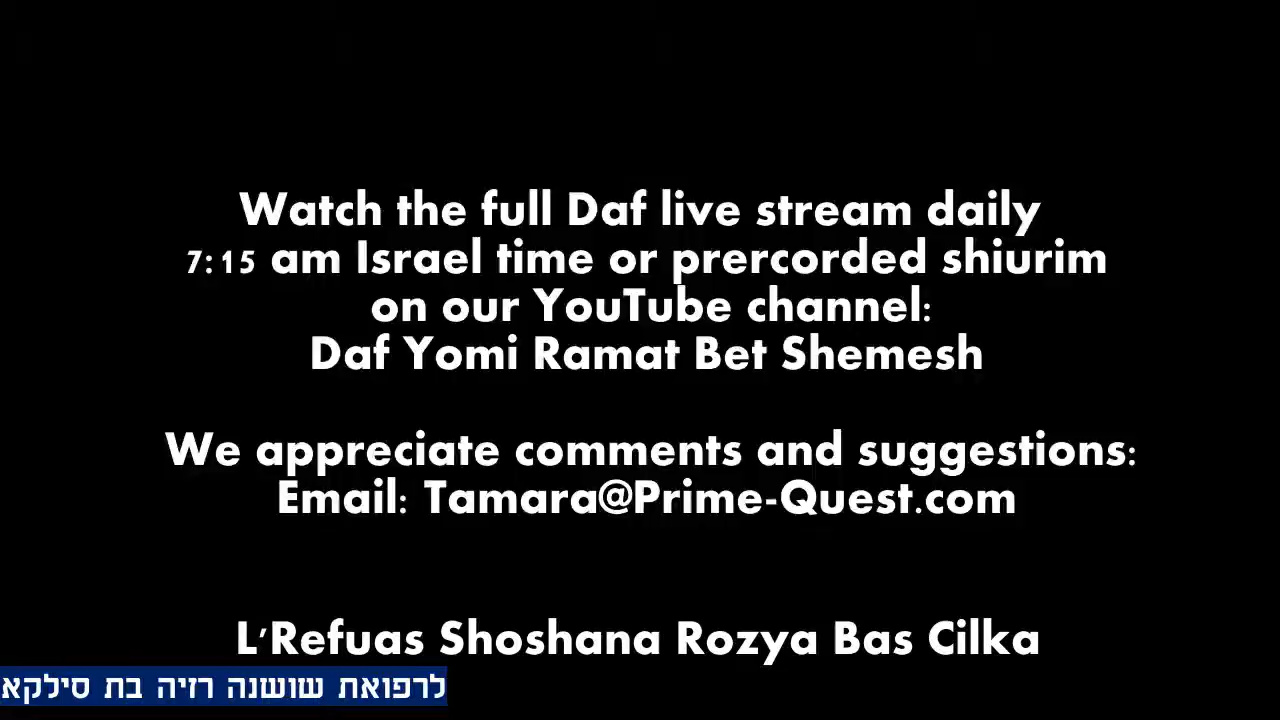 Watch the full Daf live stream daily
7:15 am Israel time or prercorded shiurim
on our YouTube channel:
Daf Yomi Ramat Bet Shemesh
We appreciate comments and suggestions:
Email: Tamara@Prime-Quest.com
L'Refuas Shoshana Rozya Bas Cilka
לרפואת שושנה רזיה בת סילקא